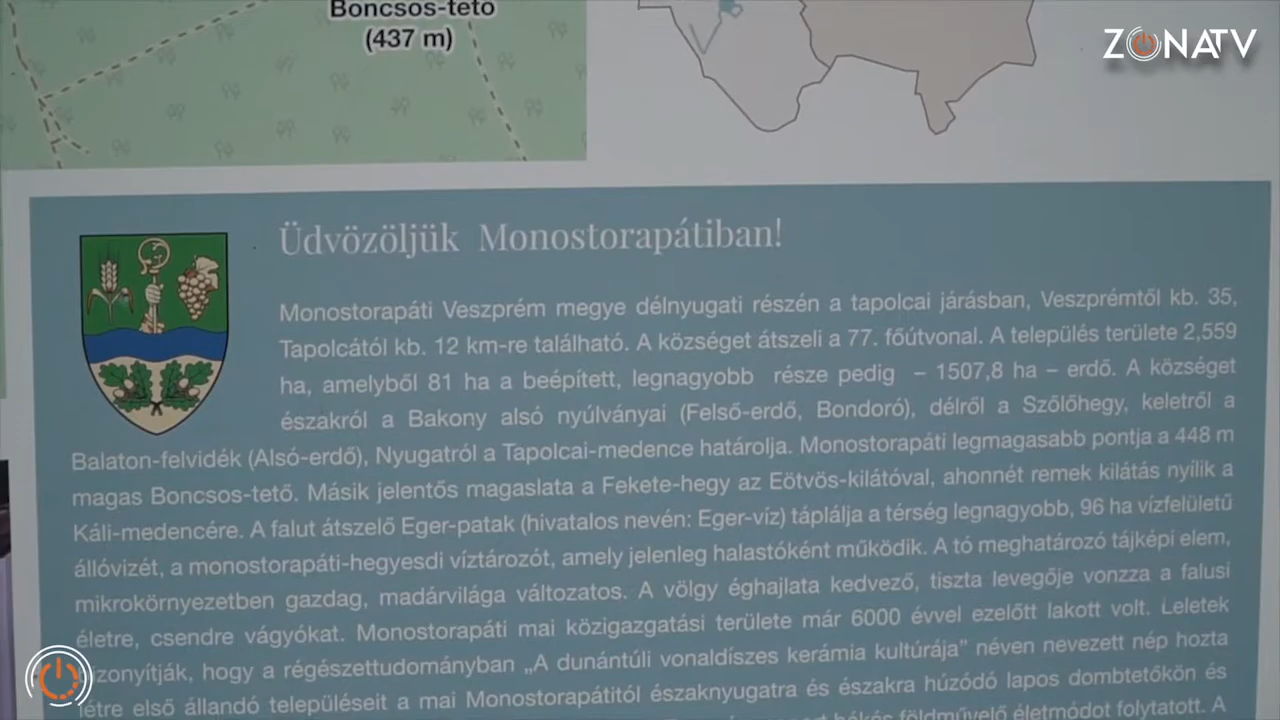 Boncsos-tető
(437 m)
ZONATV
Üdvözöljük Monostorapátiban!
Monostorapáti Veszprém megye délnyugati részén a tapolcai járásban, Veszprémtől kb. 35,
Tapolcától kb. 12 km-re található. A községet átszeli a 77. főútvonal. A település területe 2,559
ha, amelyből 81 ha a beépített, legnagyobb része pedig – 1507,8 ha – erdő. A községet
északról a Bakony alsó nyúlványai (Felső-erdő, Bondoró), délről a Szőlőhegy, keletről a
Balaton-felvidék (Alsó-erdő), Nyugatról a Tapolcai-medence határolja. Monostorapáti legmagasabb pontja a 448 m
magas Boncsos-tető. Másik jelentős magaslata a Fekete-hegy az Eötvös-kilátóval, ahonnét remek kilátás nyílik a
Káli-medencére. A falut átszelő Eger-patak (hivatalos nevén: Eger-víz) táplálja a térség legnagyobb, 96 ha vízfelületű
állóvizét, a monostorapáti-hegyesdi víztározót, amely jelenleg halastóként működik. A tó meghatározó tájképi elem,
mikrokörnyezetben gazdag, madárvilága változatos. A völgy éghajlata kedvező, tiszta levegője vonzza a falusi
életre, csendre vágyókat. Monostorapáti mai közigazgatási területe már 6000 évvel ezelőtt lakott volt. Leletek
bizonyítják, hogy a régészettudományban „A dunántúli vonaldíszes kerámia kultúrája” néven nevezett nép hozta
létre első állandó településeit a mai Monostorapátitól északnyugatra és északra húzódó lapos dombtetőkön és
békés földművelő életmódot folytatott. A